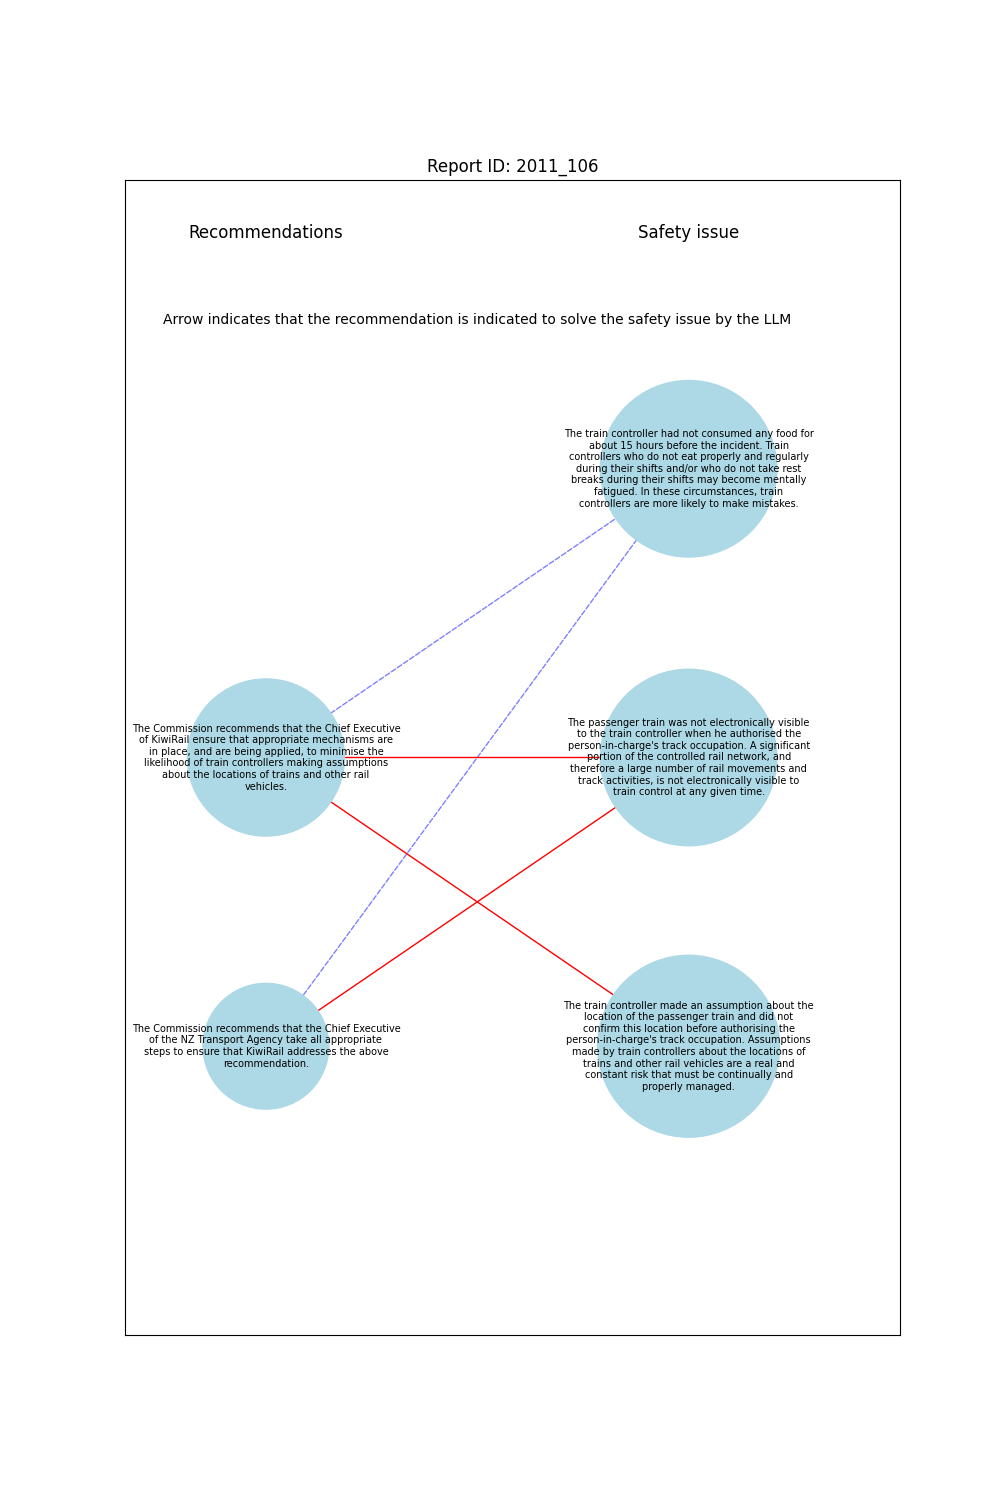 Report ID: 2011_106
Recommendations
Safety issue
Arrow indicates that the recommendation is indicated to solve the safety issue by the LLM
The train controller had not consumed any food for
about 15 hours before the incident. Train
controllers who do not eat properly and regularly
during their shifts and/or who do not take rest
breaks during their shifts may become mentally
fatigued. In these circumstances, train
controllers are more likely to make mistakes.
The Commission recommends that the Chief Executive
of KiwiRail ensure that appropriate mechanisms are
in place, and are being applied, to minimise the
likelihood of train controllers making assumptions
about the locations of trains and other rail
vehicles.
The passenger train was not electronically visible
to the train controller when he authorised the
person-in-charge's track occupation. A significant
portion of the controlled rail network, and
therefore a large number of rail movements and
track activities, is not electronically visible to
train control at any given time.
The Commission recommends that the Chief Executive
of the NZ Transport Agency take all appropriate
steps to ensure that KiwiRail addresses the above
recommendation.
The train controller made an assumption about the
location of the passenger train and did not
confirm this location before authorising the
person-in-charge's track occupation. Assumptions
made by train controllers about the locations of
trains and other rail vehicles are a real and
constant risk that must be continually and
properly managed.